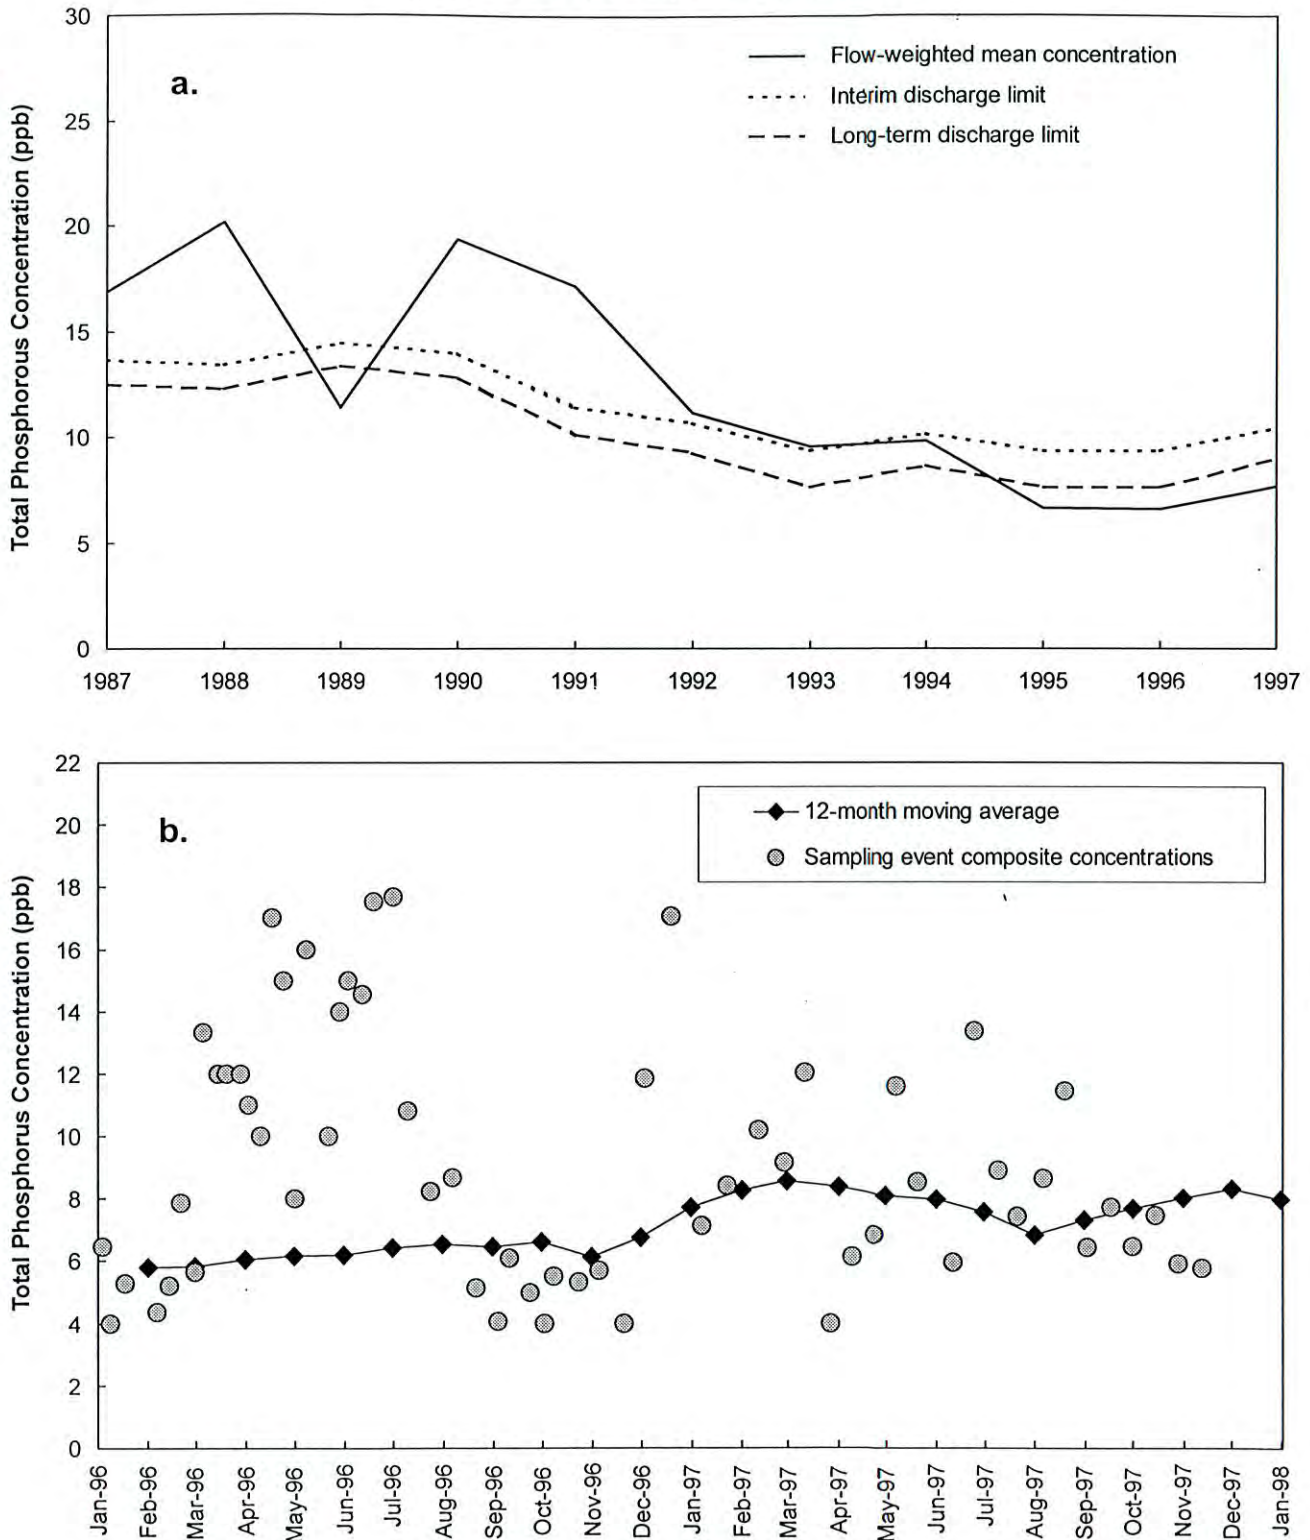 30
25
20
15
10
5
0
Total Phosphorous Concentration (ppb)
a.
Flow-weighted mean concentration
Interim discharge limit
Long-term discharge limit
1987 1988 1989 1990 1991 1992 1993 1994 1995 1996 1997
22
20
18
16
14
12
10
8
6
4
2
0
Total Phosphorus Concentration (ppb)
b.
12-month moving average
Sampling event composite concentrations
Jan-96
Feb-96
Mar-96
Apr-96
May-96
Jun-96
Jul-96
Aug-96
Sep-96
Oct-96
Nov-96
Dec-96
Jan-97
Feb-97
Mar-97
Apr-97
May-97
Jun-97
Jul-97
Aug-97
Sep-97
Oct-97
Nov-97
Dec-97
Jan-98